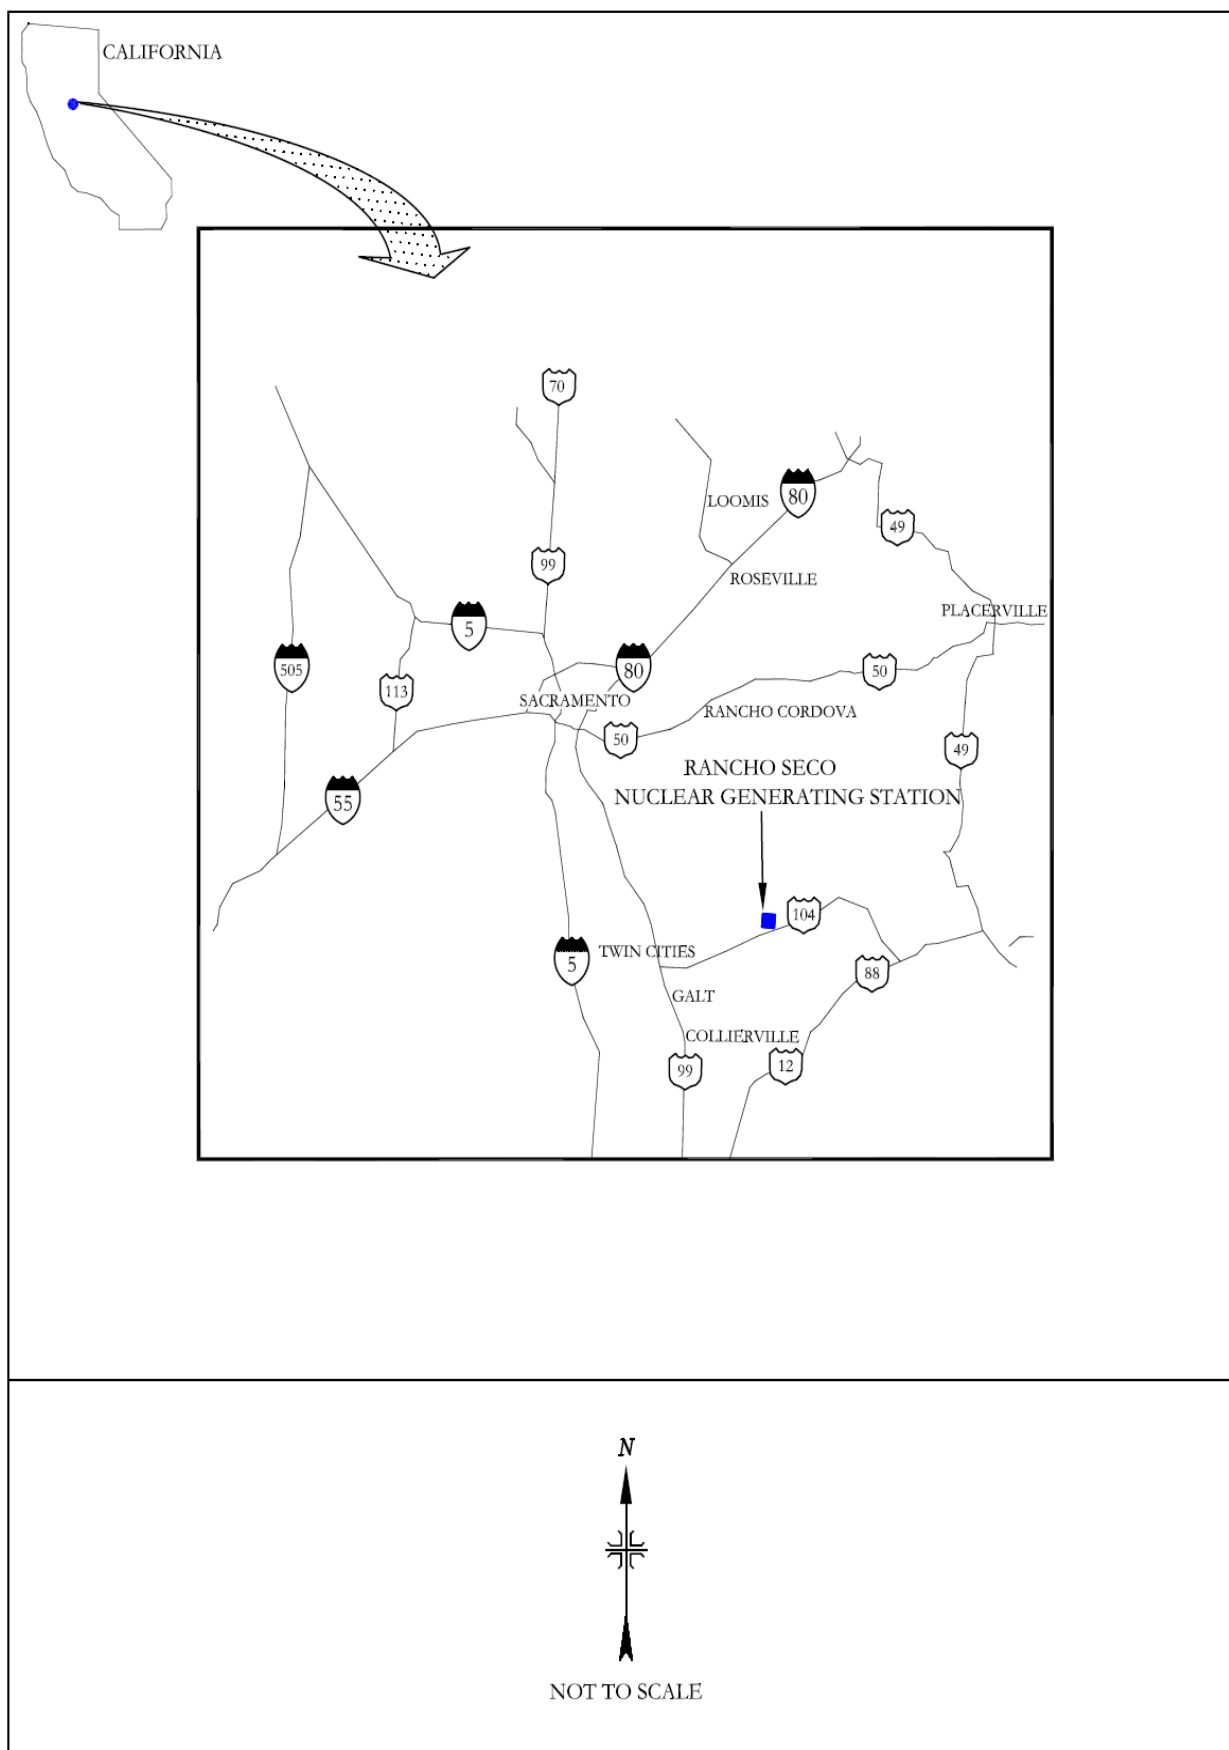 CALIFORNIA
70
LOOMIS
80
49
99
ROSEVILLE
PLACERVILLE
5
505
80
50
113
SACRAMENTO
RANCHO CORDOVA
50
49
RANCHO SECO
NUCLEAR GENERATING STATION
55
104
TWIN CITIES
5
88
GALT
COLLIERVILLE
12
99
N
NOT TO SCALE